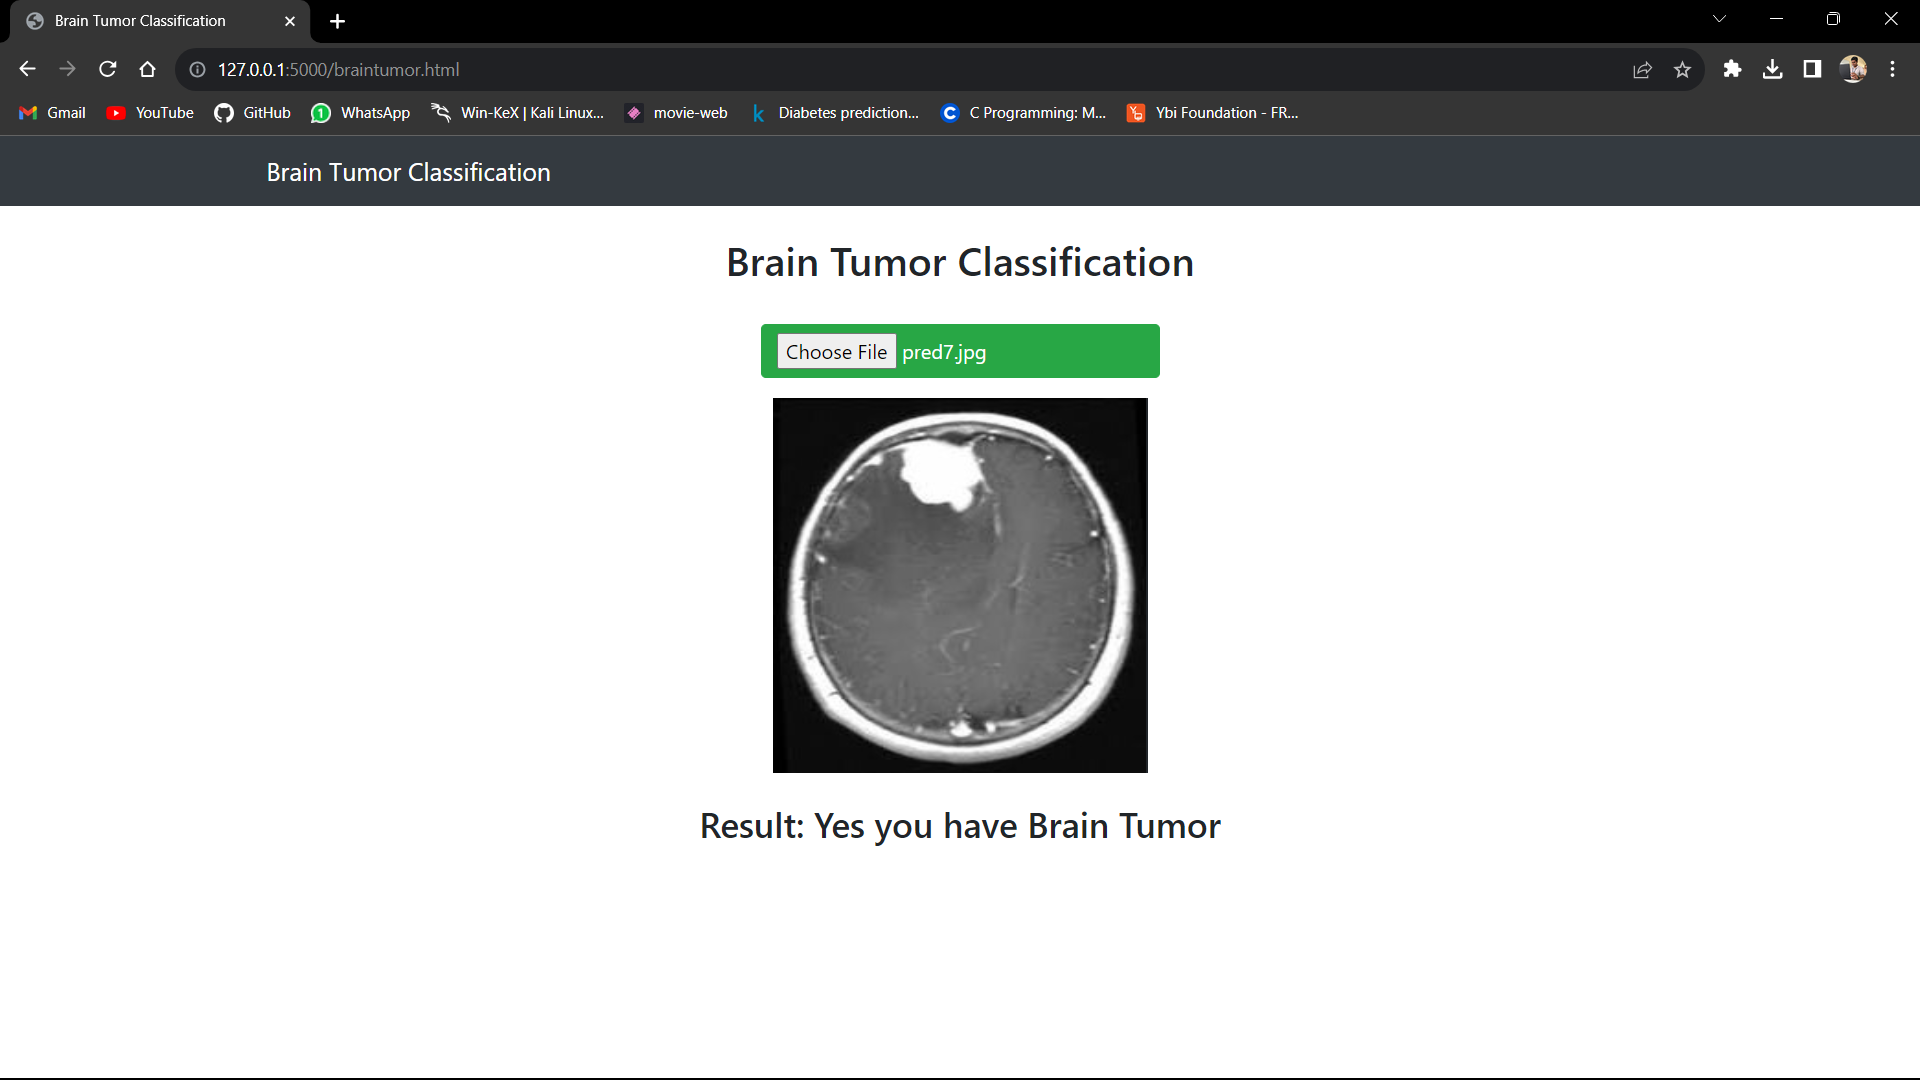 Brain Tumor Classification
127.0.0.1:5000/braintumor.html
Gmail YouTube GitHub 1 WhatsApp Win-KeX | Kali Linux... movie-web k Diabetes prediction... C C Programming: M... Yb Ybi Foundation - FR...
Brain Tumor Classification
Brain Tumor Classification
Choose File pred7.jpg
Result: Yes you have Brain Tumor